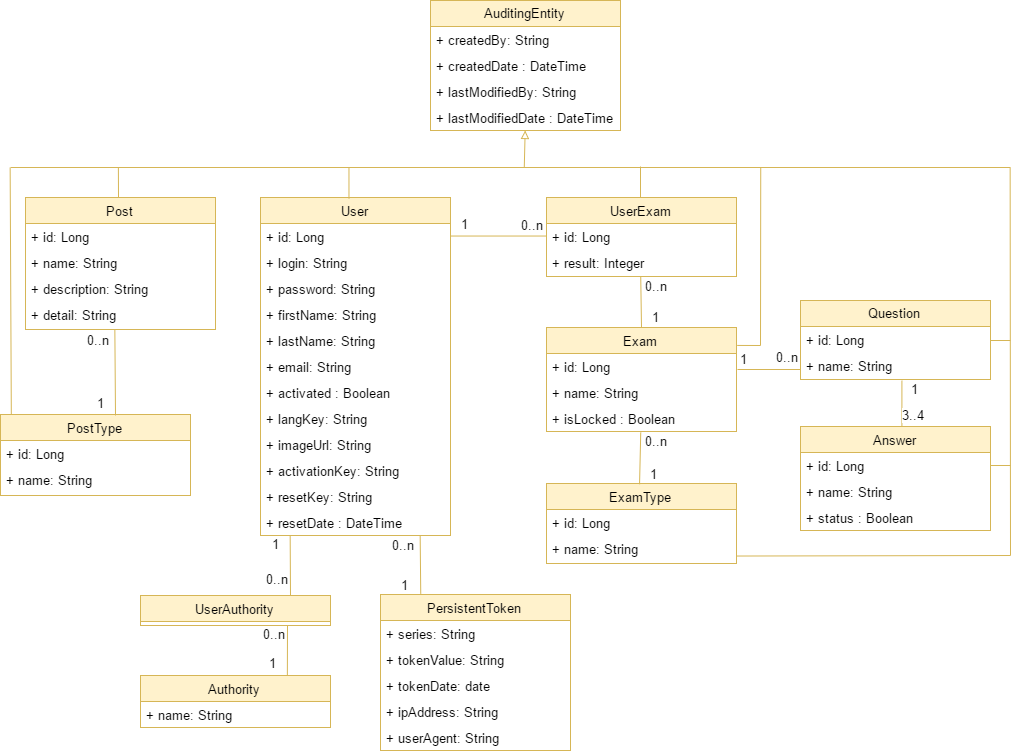 AuditingEntity
+ createdBy: String
+ createdDate : DateTime
+ lastModifiedBy: String
+ lastModifiedDate : DateTime
Post
+ id: Long
+ name: String
+ description: String
+ detail: String
0..n
1
PostType
+ id: Long
+ name: String
User
+ id: Long
+ login: String
+ password: String
+ firstName: String
+ lastName: String
+ email: String
+ activated : Boolean
+ langKey: String
+ imageUrl: String
+ activationKey: String
+ resetKey: String
+ resetDate : DateTime
1
0..n
UserExam
+ id: Long
+ result: Integer
0..n
1
Exam
+ id: Long
+ name: String
+ isLocked : Boolean
1
0..n
Question
+ id: Long
+ name: String
1
3..4
Answer
+ id: Long
+ name: String
+ status : Boolean
0..n
1
ExamType
+ id: Long
+ name: String
1
0..n
UserAuthority
0..n
1
Authority
+ name: String
0..n
1
PersistentToken
+ series: String
+ tokenValue: String
+ tokenDate: date
+ ipAddress: String
+ userAgent: String